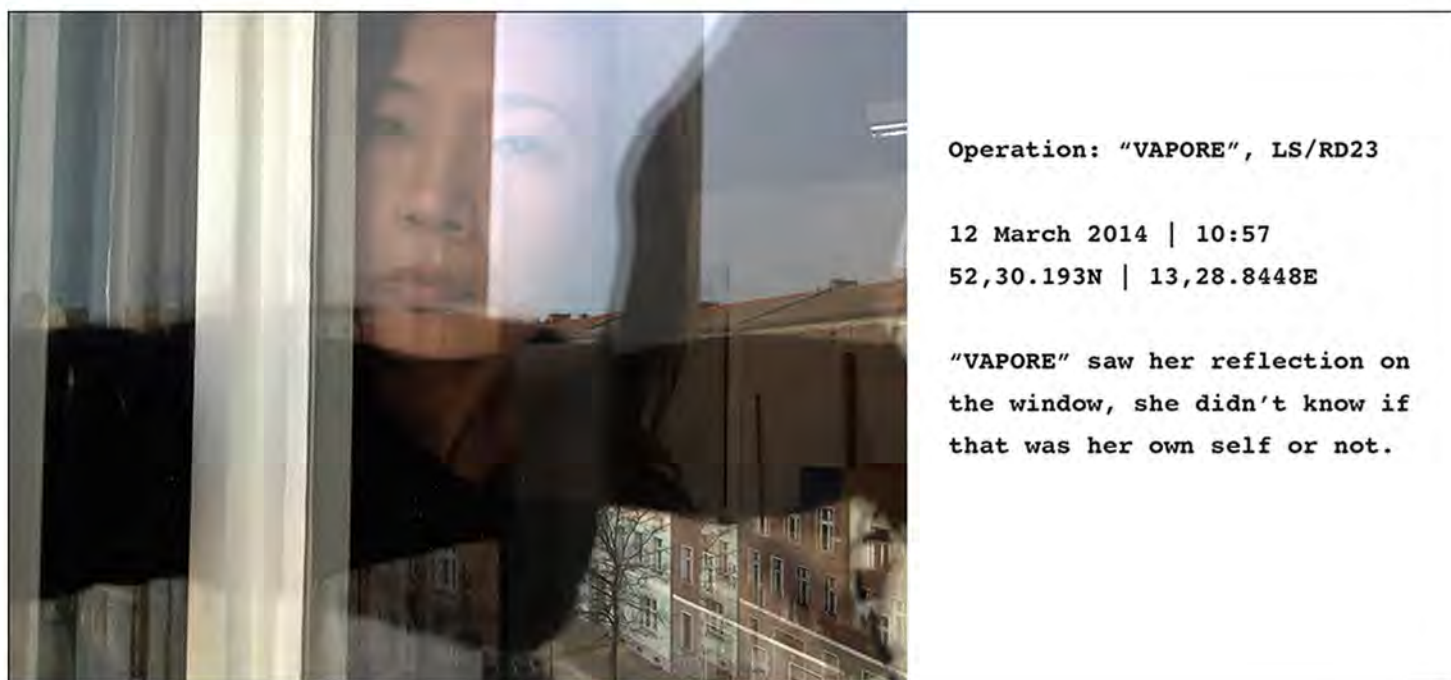 Operation: “VAPORE”, LS/RD23
12 March 2014 | 10:57
52,30.193N | 13,28.8448E
“VAPORE” saw her reflection on
the window, she didn’t know if
that was her own self or not.